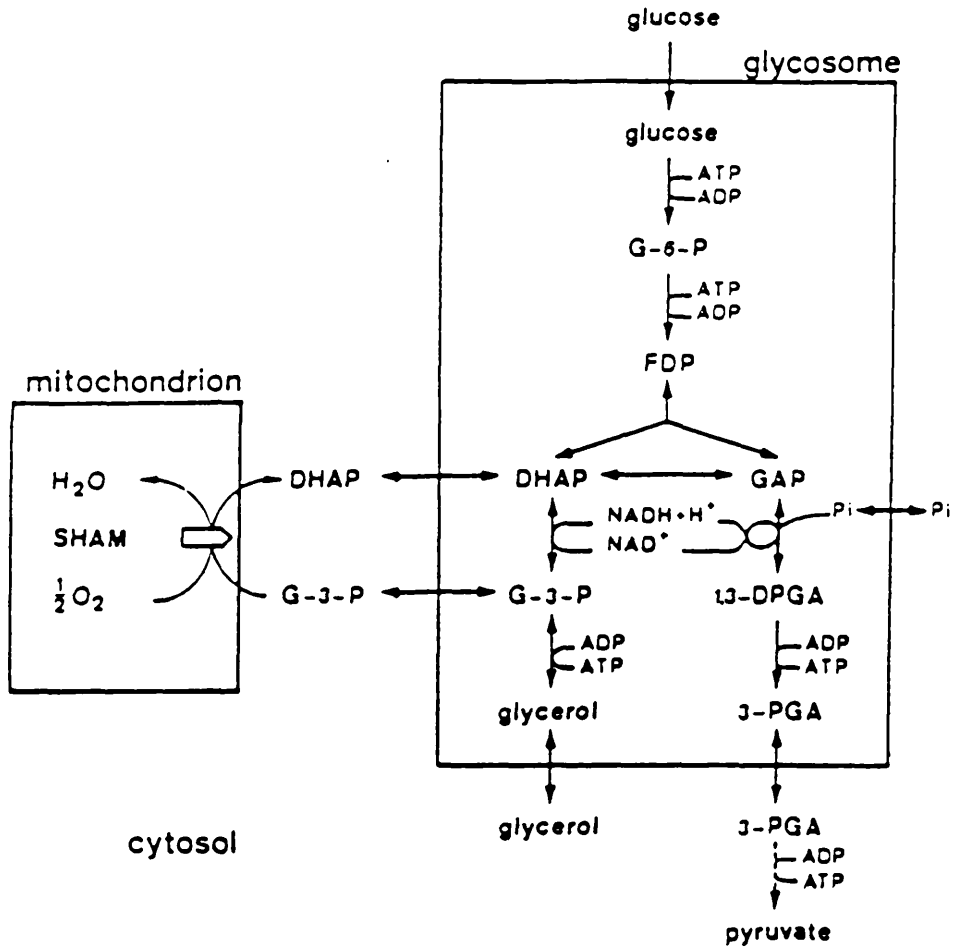 glucose
glycosome
glucose
ATP
ADP
G-6-P
ATP
ADP
FDP
mitochondrion
H2O
DHAP
DHAP
GAP
SHAM
NADH+H+
NAD+
Pi
Pi
½O2
G-3-P
G-3-P
1,3-DPGA
ADP
ATP
ADP
ATP
glycerol
3-PGA
cytosol
glycerol
3-PGA
ADP
ATP
pyruvate